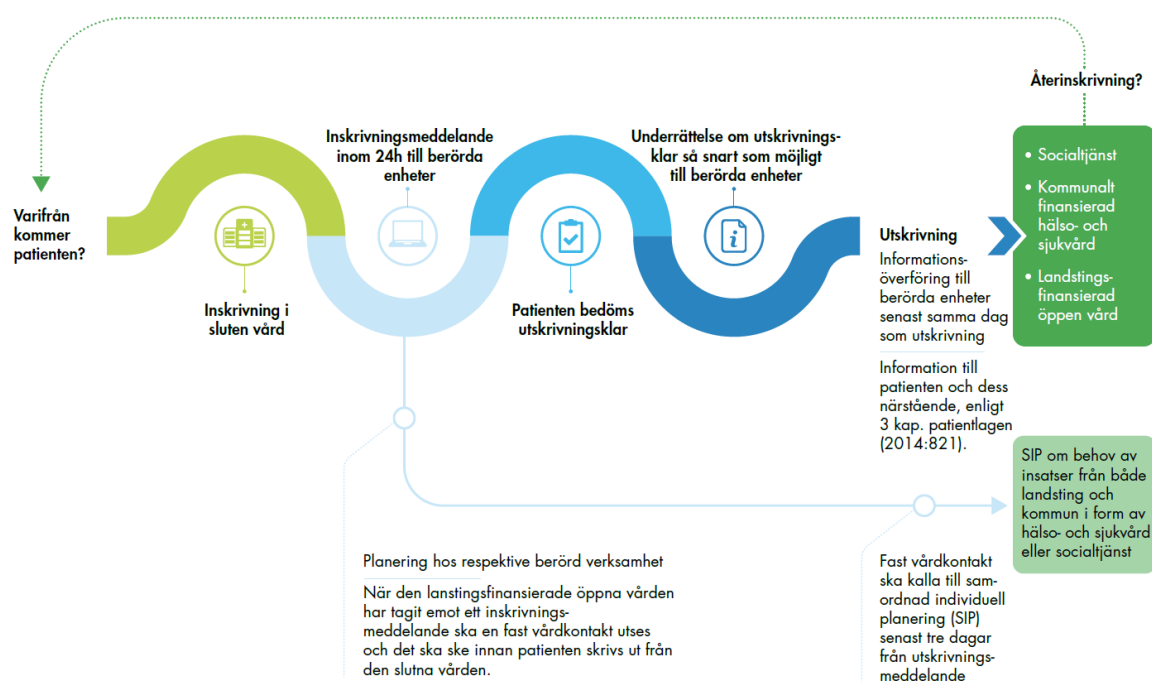 Återinskrivning?
Varifrån
kommer
patienten?
Inskrivning i
sluten vård
Inskrivningsmeddelande
inom 24h till berörda
enheter
Patienten bedöms
utskrivningsklar
Underrättelse om utskrivnings-
klar så snart som möjligt
till berörda enheter
Utskrivning
Informations-
överföring till
berörda enheter
senast samma dag
som utskrivning
Information till
patienten och dess
närstående, enligt
3 kap. patientlagen
(2014:821).
• Socialtjänst
• Kommunalt
finansierad
hälso- och
sjukvård
• Landstings-
finansierad
öppen vård
SIP om behov av
insatser från både
landsting och
kommun i form av
hälso- och sjukvård
eller socialtjänst
Planering hos respektive berörd verksamhet
När den lanstingsfinansierade öppna vården
har tagit emot ett inskrivnings-
meddelande ska en fast vårdkontakt utses
och det ska ske innan patienten skrivs ut från
den slutna vården.
Fast vårdkontakt
ska kalla till sam-
ordnad individuell
planering (SIP)
senast tre dagar
från utskrivnings-
meddelande